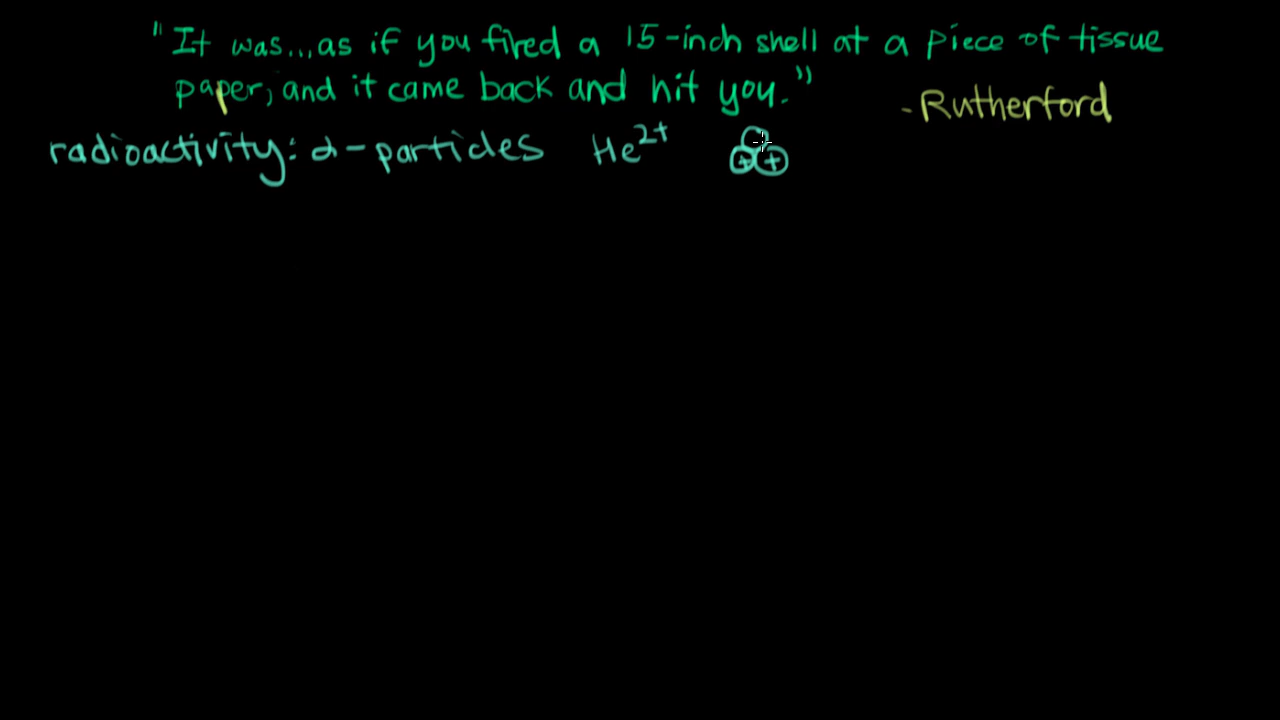 "It was...as if you fired a 15-inch shell at a piece of tissue
paper, and it came back and hit you."
-Rutherford
radioactivity: α-particles He²⁺ + +